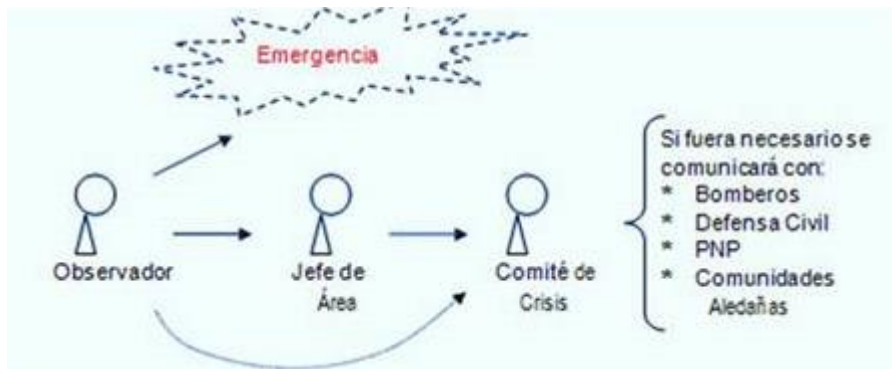 Emergencia
Si fuera necesario se
comunicará con:
* Bomberos
* Defensa Civil
* PNP
* Comunidades
Aledañas
Observador
Jefe de
Área
Comité de
Crisis